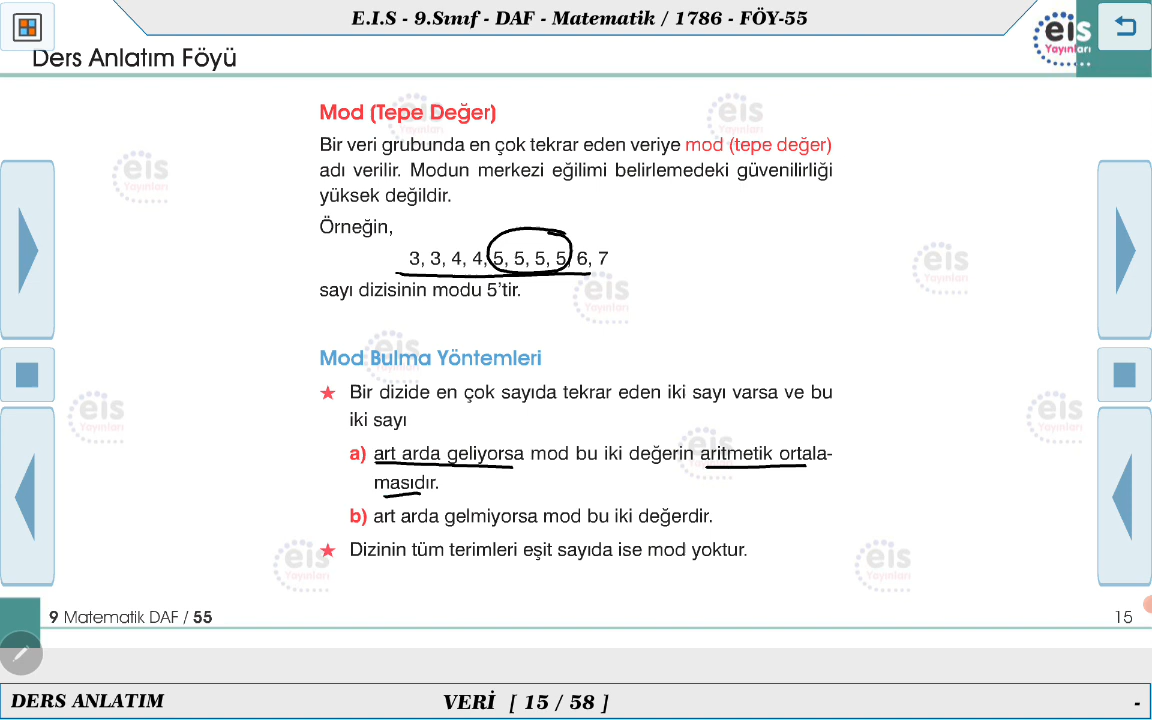 E.I.S - 9.Sınıf - DAF - Matematik / 1786 - FÖY-55
eis
Yayınları
Ders Anlatım Föyü
Mod (Tepe Değer)
Bir veri grubunda en çok tekrar eden veriye mod (tepe değer)
adı verilir. Modun merkezi eğilimi belirlemedeki güvenilirliği
yüksek değildir.
Örneğin,
3, 3, 4, 4, 5, 5, 5, 5, 6, 7
sayı dizisinin modu 5'tir.
Mod Bulma Yöntemleri
★ Bir dizide en çok sayıda tekrar eden iki sayı varsa ve bu
iki sayı
a) art arda geliyorsa mod bu iki değerin aritmetik ortala-
masıdır.
b) art arda gelmiyorsa mod bu iki değerdir.
★ Dizinin tüm terimleri eşit sayıda ise mod yoktur.
9 Matematik DAF / 55
15
DERS ANLATIM
VERİ [ 15 / 58 ]
-